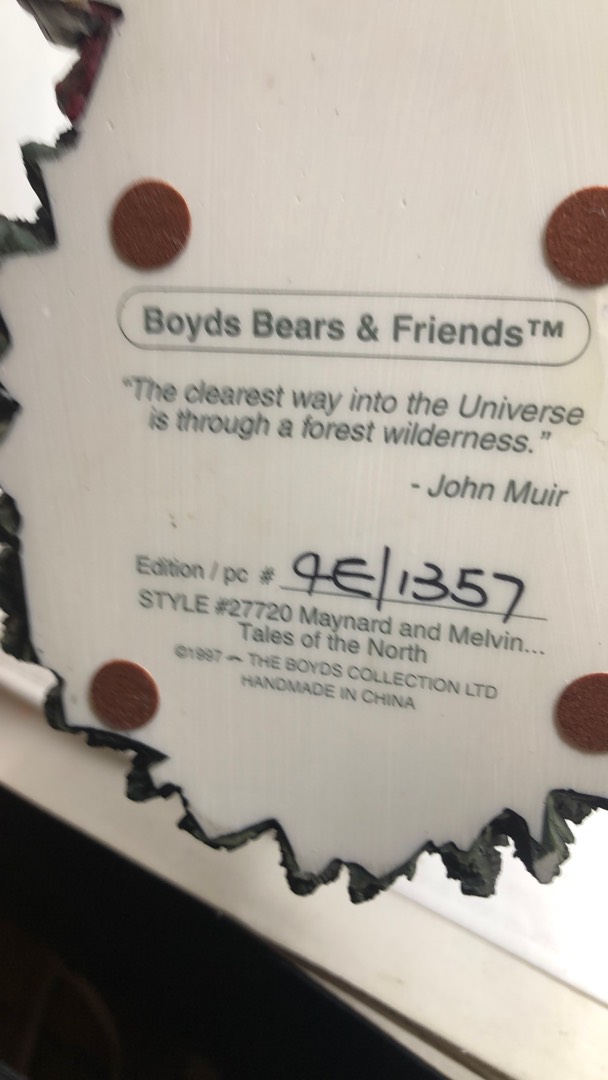 Boyds Bears & Friends™
"The clearest way into the Universe
is through a forest wilderness."
- John Muir
Edition / pc # 4E/1357
STYLE #27720 Maynard and Melvin...
Tales of the North
©1997 THE BOYDS COLLECTION LTD
HANDMADE IN CHINA